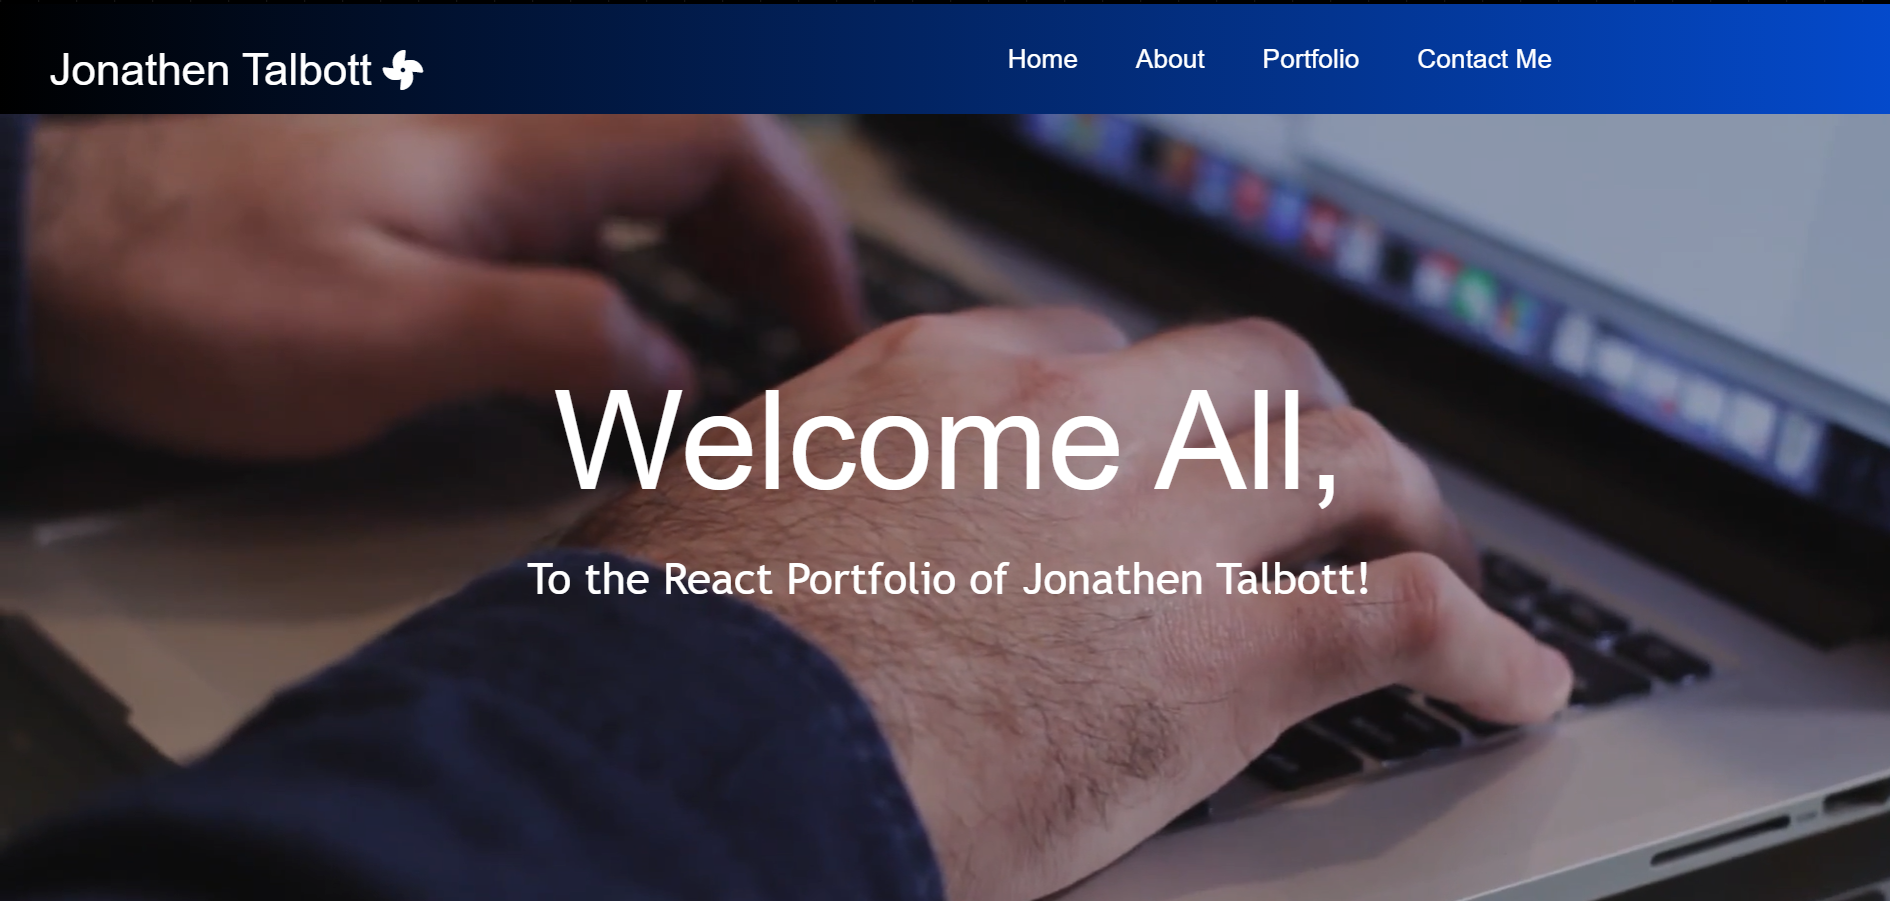 Jonathen Talbott
Home About Portfolio Contact Me
Welcome All,
To the React Portfolio of Jonathen Talbott!